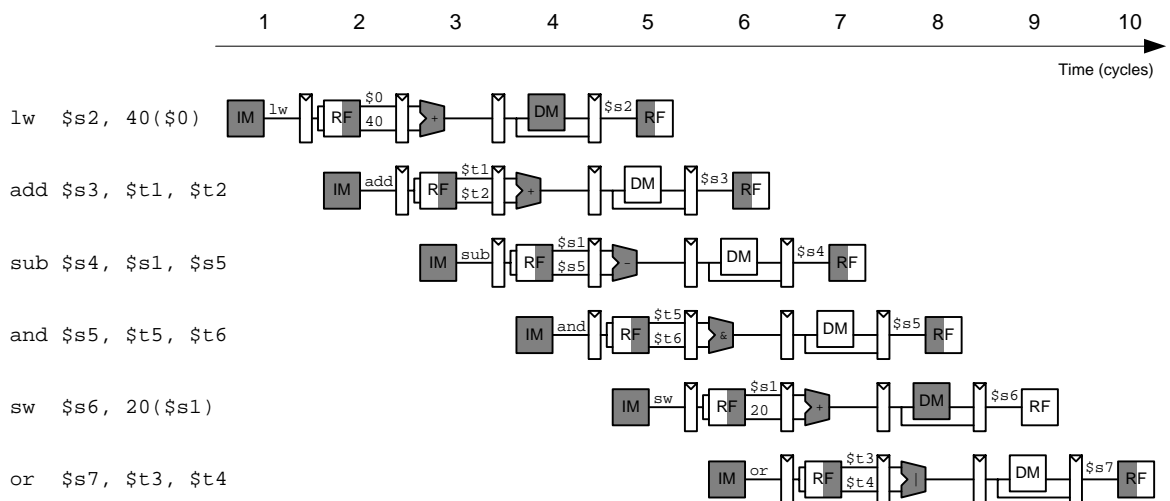 1 2 3 4 5 6 7 8 9 10
Time (cycles)
lw $s2, 40($0) IM lw RF $0 40 + DM $s2 RF
add $s3, $t1, $t2 IM add RF $t1 $t2 + DM $s3 RF
sub $s4, $s1, $s5 IM sub RF $s1 $s5 - DM $s4 RF
and $s5, $t5, $t6 IM and RF $t5 $t6 & DM $s5 RF
sw $s6, 20($s1) IM sw RF $s1 20 + DM $s6 RF
or $s7, $t3, $t4 IM or RF $t3 $t4 | DM $s7 RF